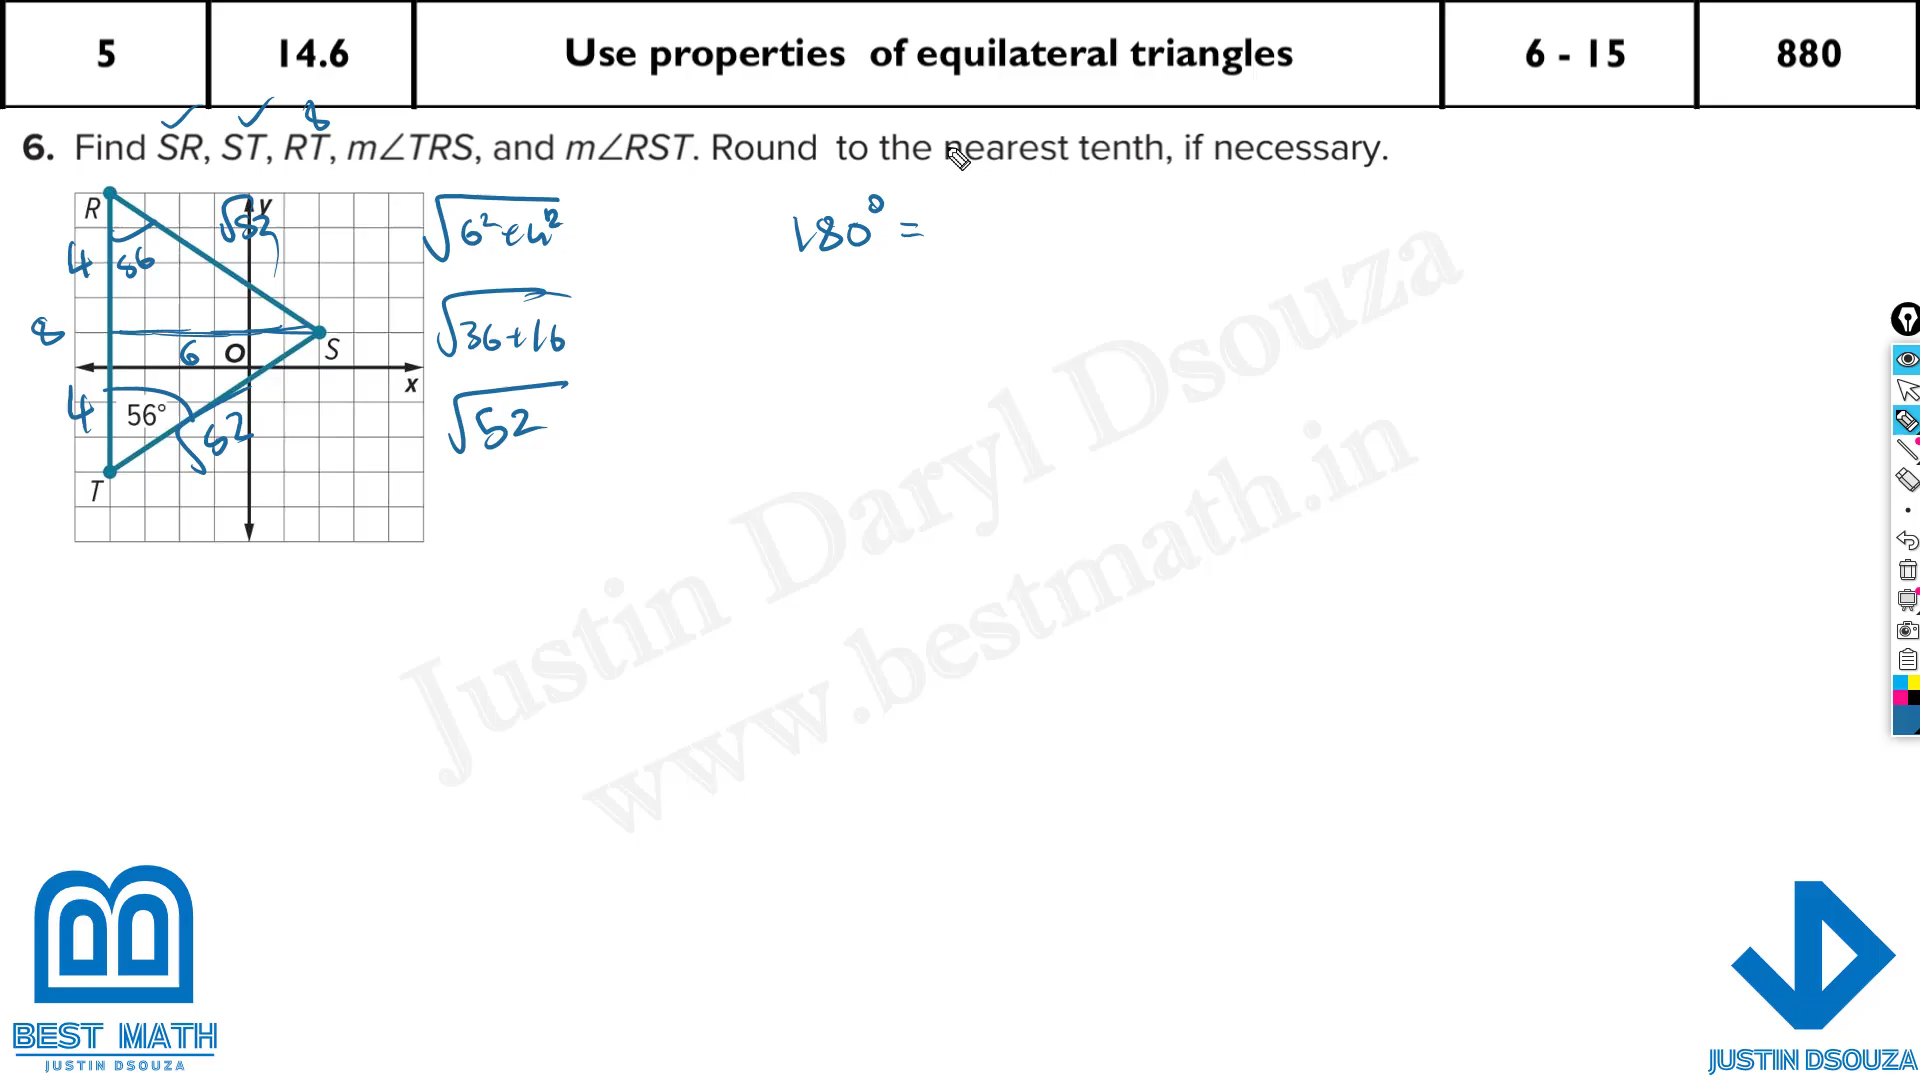 5 14.6 Use properties of equilateral triangles 6 - 15 880
8
6. Find SR, ST, RT, m∠TRS, and m∠RST. Round to the nearest tenth, if necessary.
R √52 y √6²+4² 180° =
4 56
8 6 O S √36+16
x
4 56° √52 √52
T
Justin Daryl Dsouza
www.bestmath.in
BEST MATH
JUSTIN DSOUZA
JUSTIN DSOUZA